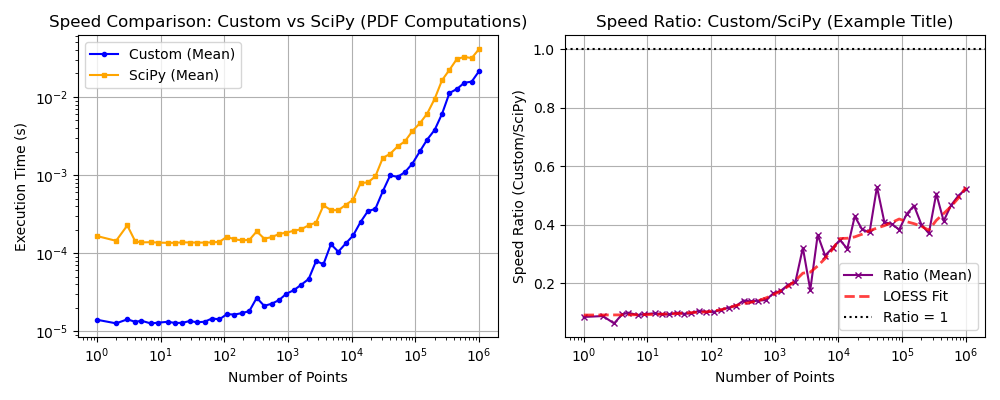 Speed Comparison: Custom vs SciPy (PDF Computations)
Custom (Mean)
SciPy (Mean)
Execution Time (s)
10^-2
10^-3
10^-4
10^-5
10^0 10^1 10^2 10^3 10^4 10^5 10^6
Number of Points
Speed Ratio: Custom/SciPy (Example Title)
Speed Ratio (Custom/SciPy)
1.0
0.8
0.6
0.4
0.2
Ratio (Mean)
LOESS Fit
Ratio = 1
10^0 10^1 10^2 10^3 10^4 10^5 10^6
Number of Points